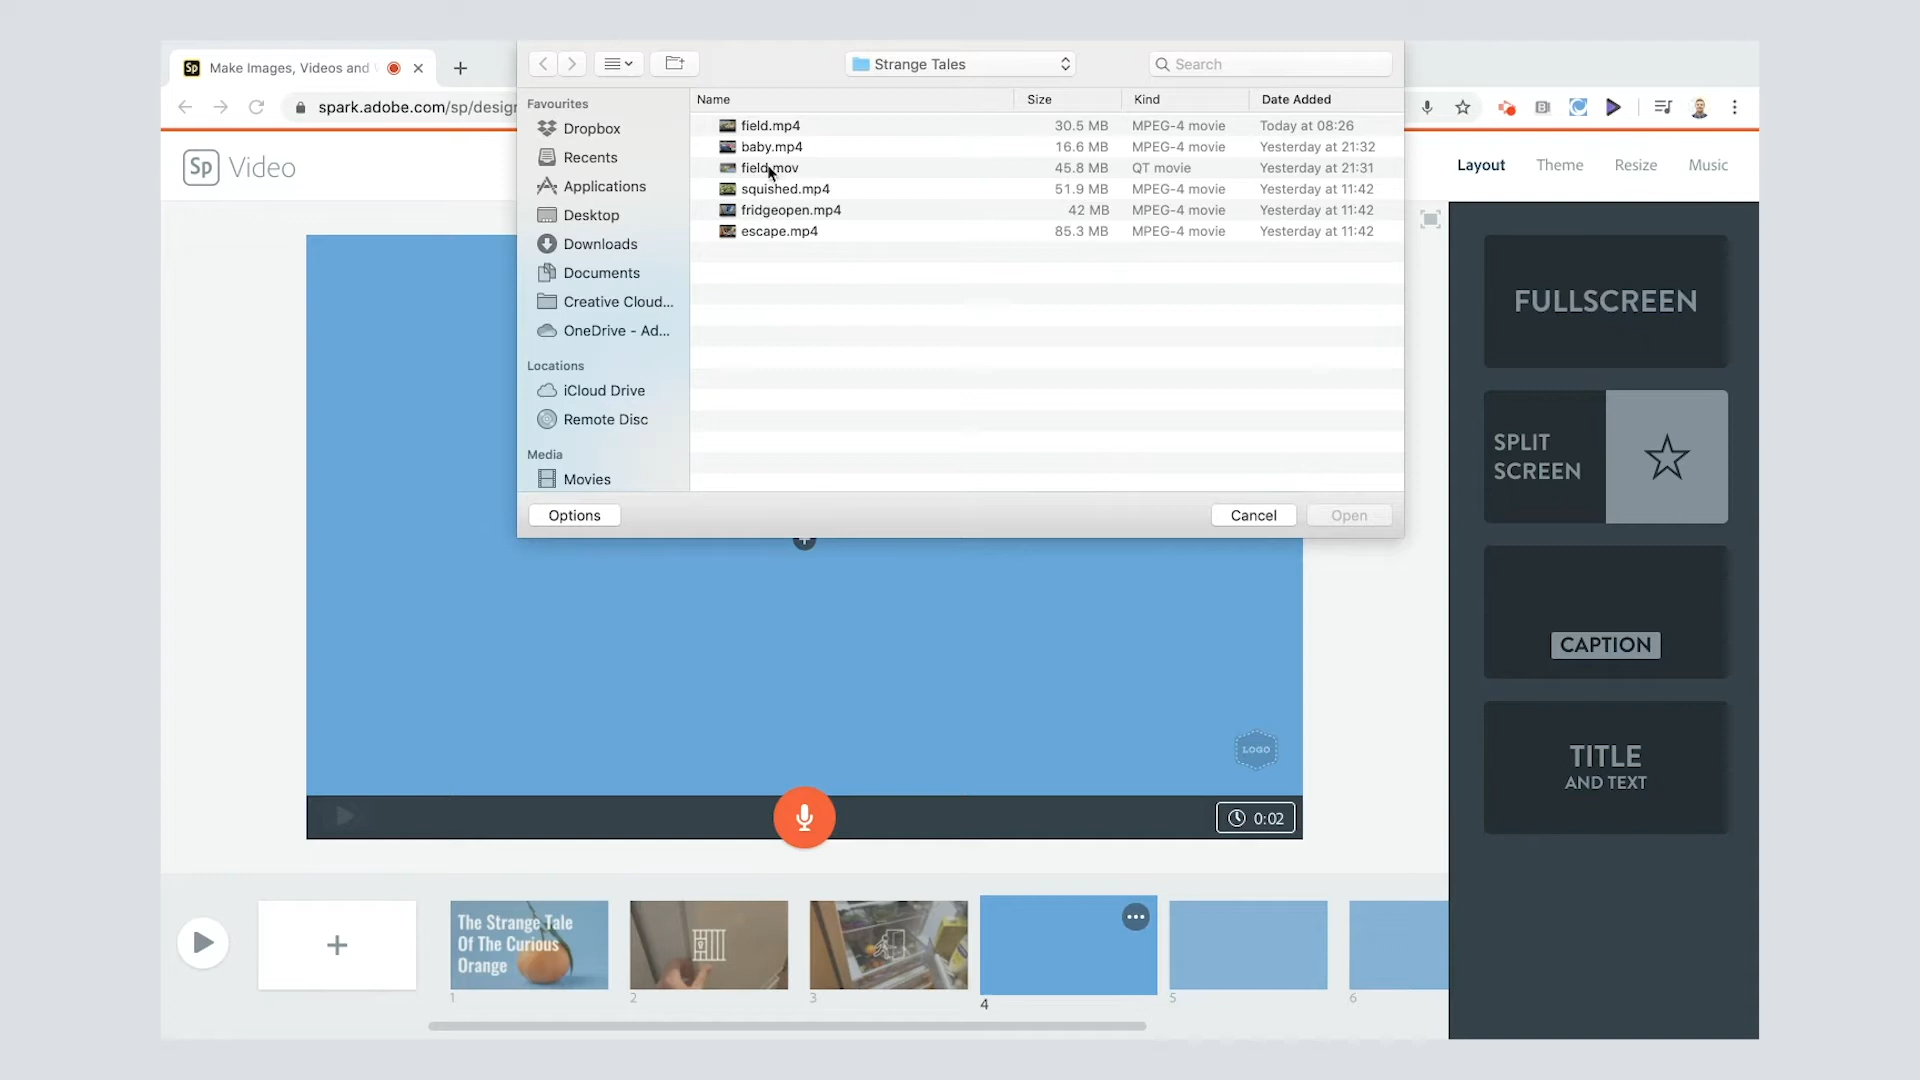 Sp Make Images, Videos and
spark.adobe.com/sp/desig
Strange Tales
Search
Sp Video
Layout
Theme
Resize
Music
Favourites
Dropbox
Recents
Applications
Desktop
Downloads
Documents
Creative Cloud...
OneDrive - Ad...
Locations
iCloud Drive
Remote Disc
Media
Movies
Name Size Kind Date Added
field.mp4 30.5 MB MPEG-4 movie Today at 08:26
baby.mp4 16.6 MB MPEG-4 movie Yesterday at 21:32
field.mov 45.8 MB QT movie Yesterday at 21:31
squished.mp4 51.9 MB MPEG-4 movie Yesterday at 11:42
fridgeopen.mp4 42 MB MPEG-4 movie Yesterday at 11:42
escape.mp4 85.3 MB MPEG-4 movie Yesterday at 11:42
Options
Cancel
Open
FULLSCREEN
SPLIT
SCREEN
CAPTION
TITLE
AND TEXT
LOGO
0:02
The Strange Tale
Of The Curious
Orange
1
2
3
4
5
6